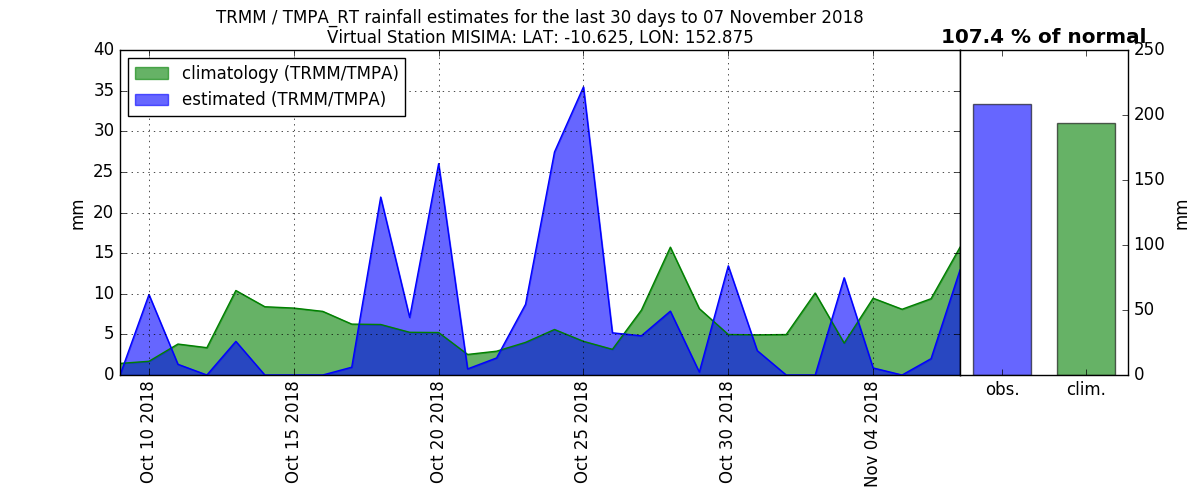 TRMM / TMPA_RT rainfall estimates for the last 30 days to 07 November 2018
Virtual Station MISIMA: LAT: -10.625, LON: 152.875
107.4 % of normal
climatology (TRMM/TMPA)
estimated (TRMM/TMPA)
40
35
30
25
20
15
10
5
0
mm
Oct 10 2018
Oct 15 2018
Oct 20 2018
Oct 25 2018
Oct 30 2018
Nov 04 2018
obs.
clim.
250
200
150
100
50
0
mm